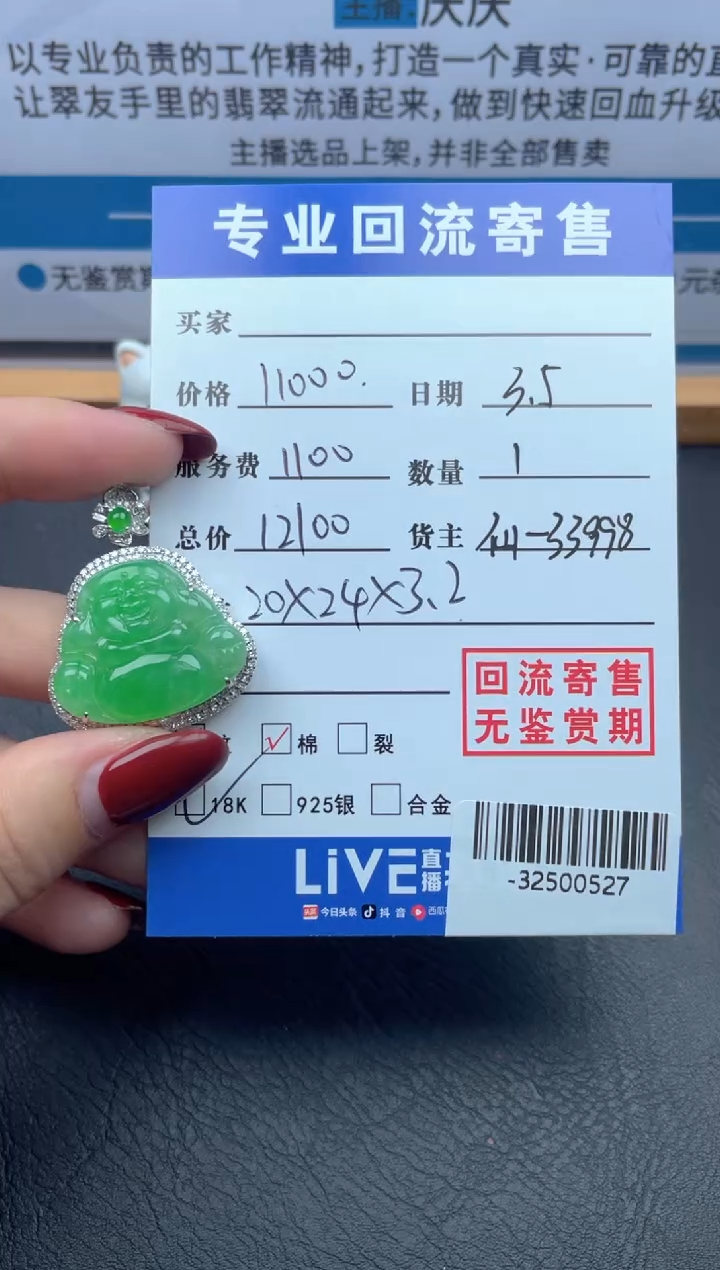 主播:庆庆
以专业负责的工作精神,打造一个真实·可靠的
让翠友手里的翡翠流通起来,做到快速回血升级
主播选品上架,并非全部售卖
无鉴赏期
元
专业回流寄售
买家
价格 11000. 日期 3.5
服务费 1100 数量 1
总价 12100 货主 仙-33998
20X24X3.2
回流寄售
无鉴赏期
棉 裂
18K 925银 合金
LiVE 直播
今日头条 抖音 西瓜
-32500527